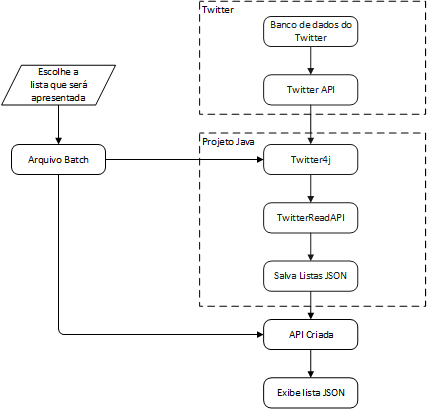 Twitter
Banco de dados do
Twitter
Twitter API
Escolhe a
lista que será
apresentada
Projeto Java
Arquivo Batch
Twitter4j
TwitterReadAPI
Salva Listas JSON
API Criada
Exibe lista JSON